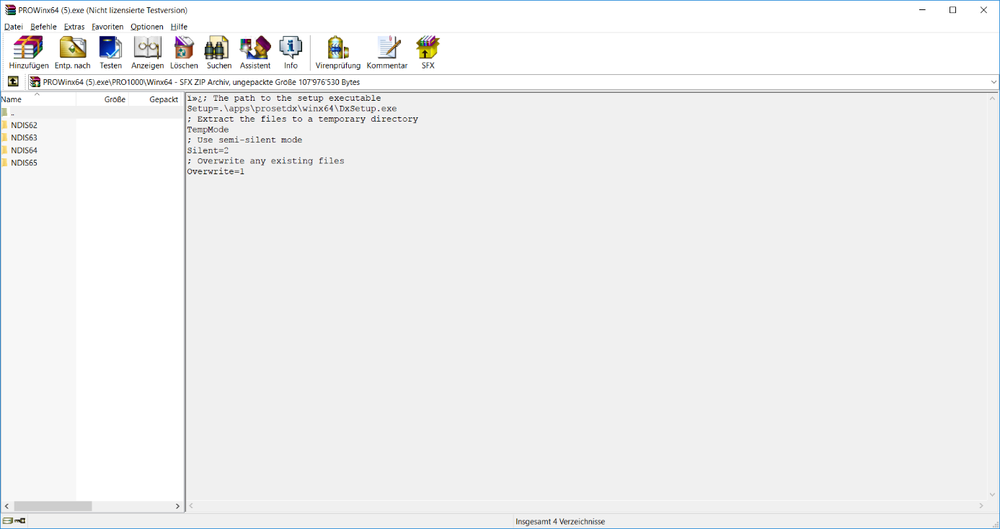 PROWinx64 (5).exe (Nicht lizensierte Testversion)
Datei Befehle Extras Favoriten Optionen Hilfe
Hinzufügen Entp. nach Testen Anzeigen Löschen Suchen Assistent Info Virenprüfung Kommentar SFX
PROWinx64 (5).exe\PRO1000\Winx64 - SFX ZIP Archiv, ungepackte Größe 107'976'530 Bytes
Name Größe Gepackt
..
NDIS62
NDIS63
NDIS64
NDIS65
ï»¿; The path to the setup executable
Setup=.\apps\prosetdx\winx64\DxSetup.exe
; Extract the files to a temporary directory
TempMode
; Use semi-silent mode
Silent=2
; Overwrite any existing files
Overwrite=1
Insgesamt 4 Verzeichnisse